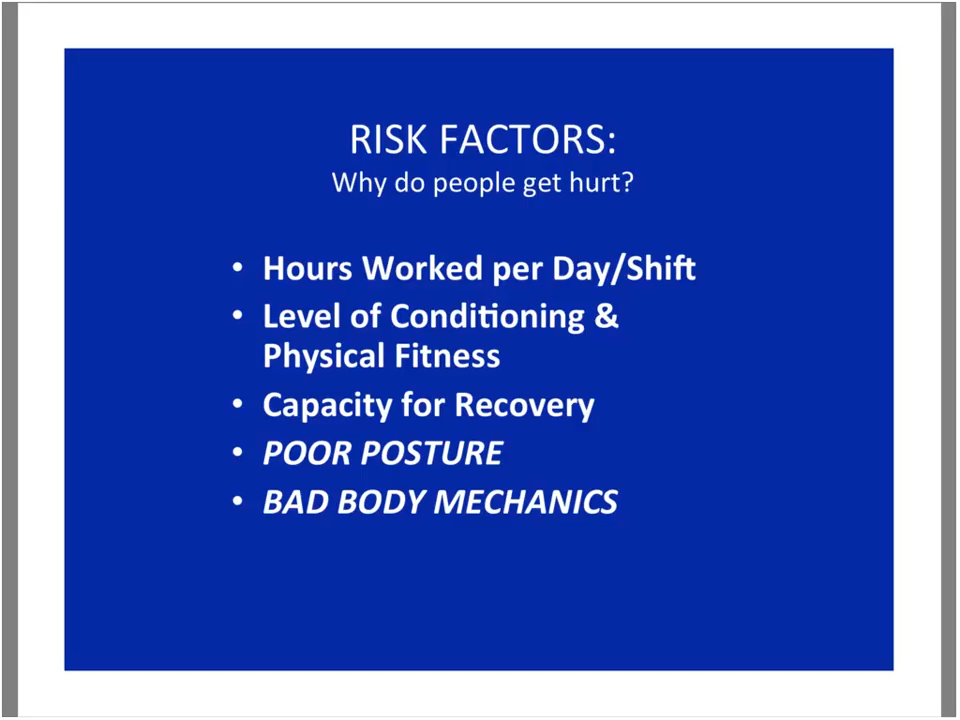 RISK FACTORS:
Why do people get hurt?
• Hours Worked per Day/Shift
• Level of Conditioning &
Physical Fitness
• Capacity for Recovery
• POOR POSTURE
• BAD BODY MECHANICS